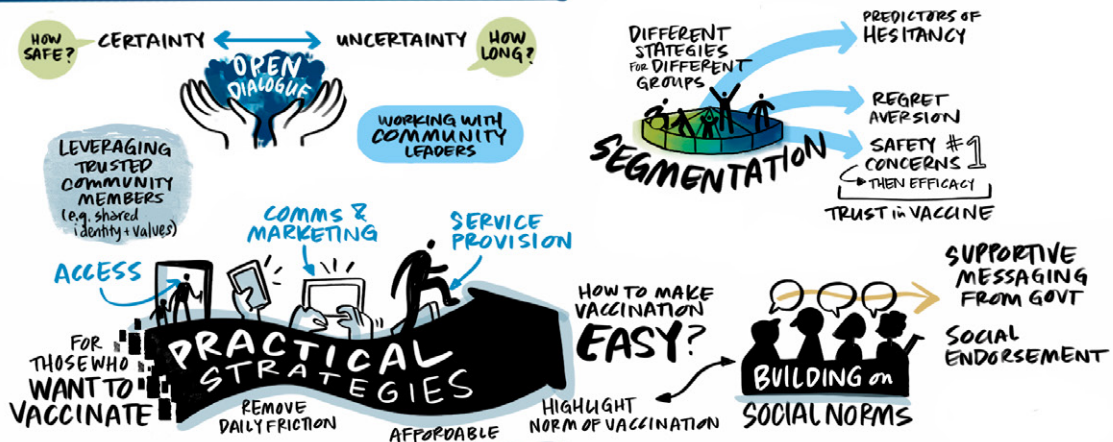 HOW
SAFE?
CERTAINTY
UNCERTAINTY
HOW
LONG?
OPEN
DIALOGUE
WORKING WITH
COMMUNITY
LEADERS
LEVERAGING
TRUSTED
COMMUNITY
MEMBERS
(e.g. shared
identity + values)
DIFFERENT
STATEGIES
FOR DIFFERENT
GROUPS
SEGMENTATION
PREDICTORS OF
HESITANCY
REGRET
AVERSION
SAFETY #1
CONCERNS
THEN EFFICACY
TRUST in VACCINE
ACCESS
COMMS &
MARKETING
SERVICE
PROVISION
FOR
THOSE WHO
WANT TO
VACCINATE
PRACTICAL
STRATEGIES
REMOVE
DAILY FRICTION
AFFORDABLE
HOW TO MAKE
VACCINATION
EASY?
HIGHLIGHT
NORM OF VACCINATION
BUILDING on
SOCIAL NORMS
SUPPORTIVE
MESSAGING
FROM GOVT
SOCIAL
ENDORSEMENT